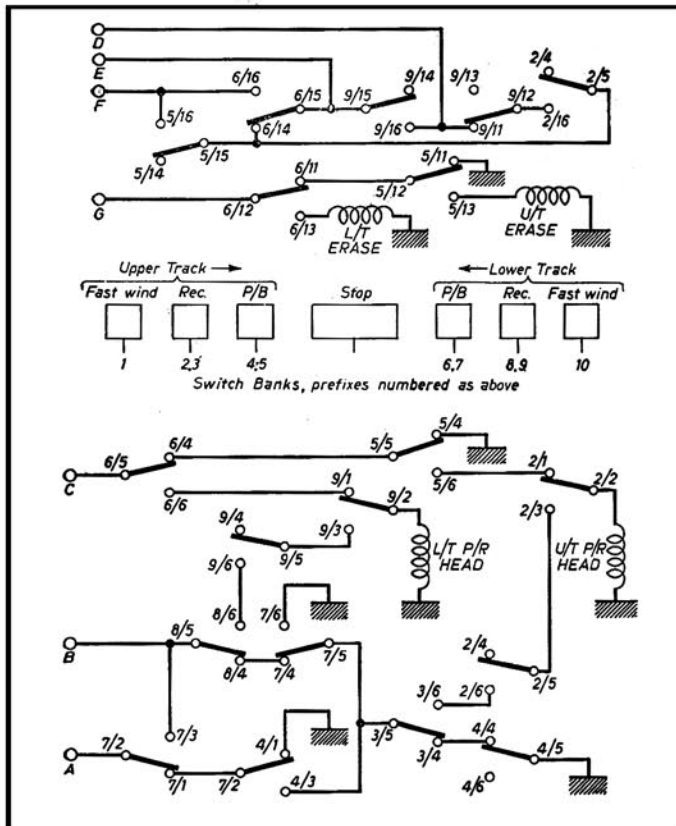 D
E
F
6/16
9/14
9/13
2/4
2/5
5/16
6/15
9/15
9/12
2/16
6/14
9/16
9/11
5/15
5/14
6/11
5/11
5/12
G
6/12
6/13
L/T
ERASE
5/13
U/T
ERASE
Upper Track →
←Lower Track
Fast wind Rec. P/B Stop P/B Rec. Fast wind
1 2,3 4,5 6,7 8,9 10
Switch Banks, prefixes numbered as above
5/4
6/4
5/5
6/5
C
9/1
5/6
2/1
2/2
6/6
9/2
9/4
9/3
2/3
9/5
L/T P/R
HEAD
U/T P/R
HEAD
9/6
8/6
7/6
8/5
B
8/4
7/4
7/5
2/4
2/5
3/6
2/6
7/3
4/1
3/5
4/4
7/2
3/4
4/5
A
7/1
7/2
4/3
4/6